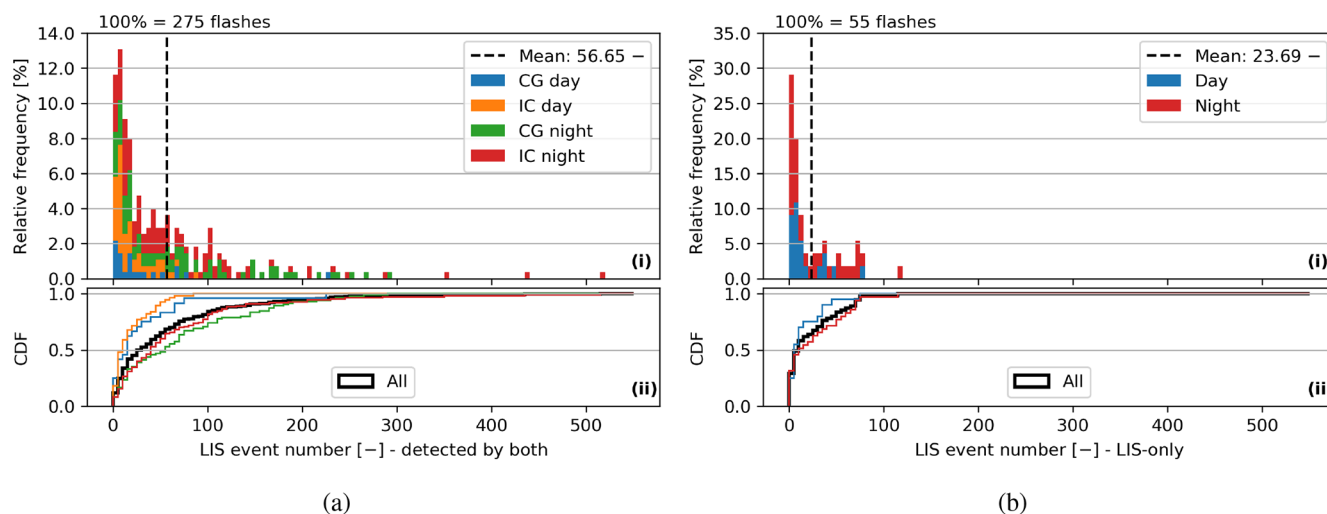 100% = 275 flashes
14.0
12.0
10.0
8.0
6.0
4.0
2.0
0.0
Relative frequency [%]
Mean: 56.65 −
CG day
IC day
CG night
IC night
(i)
1.0
0.5
0.0
CDF
All
(ii)
0 100 200 300 400 500
LIS event number [−] - detected by both
(a)
100% = 55 flashes
35.0
30.0
25.0
20.0
15.0
10.0
5.0
0.0
Relative frequency [%]
Mean: 23.69 −
Day
Night
(i)
1.0
0.5
0.0
CDF
All
(ii
0 100 200 300 400 500
LIS event number [−] - LIS-only
(b)